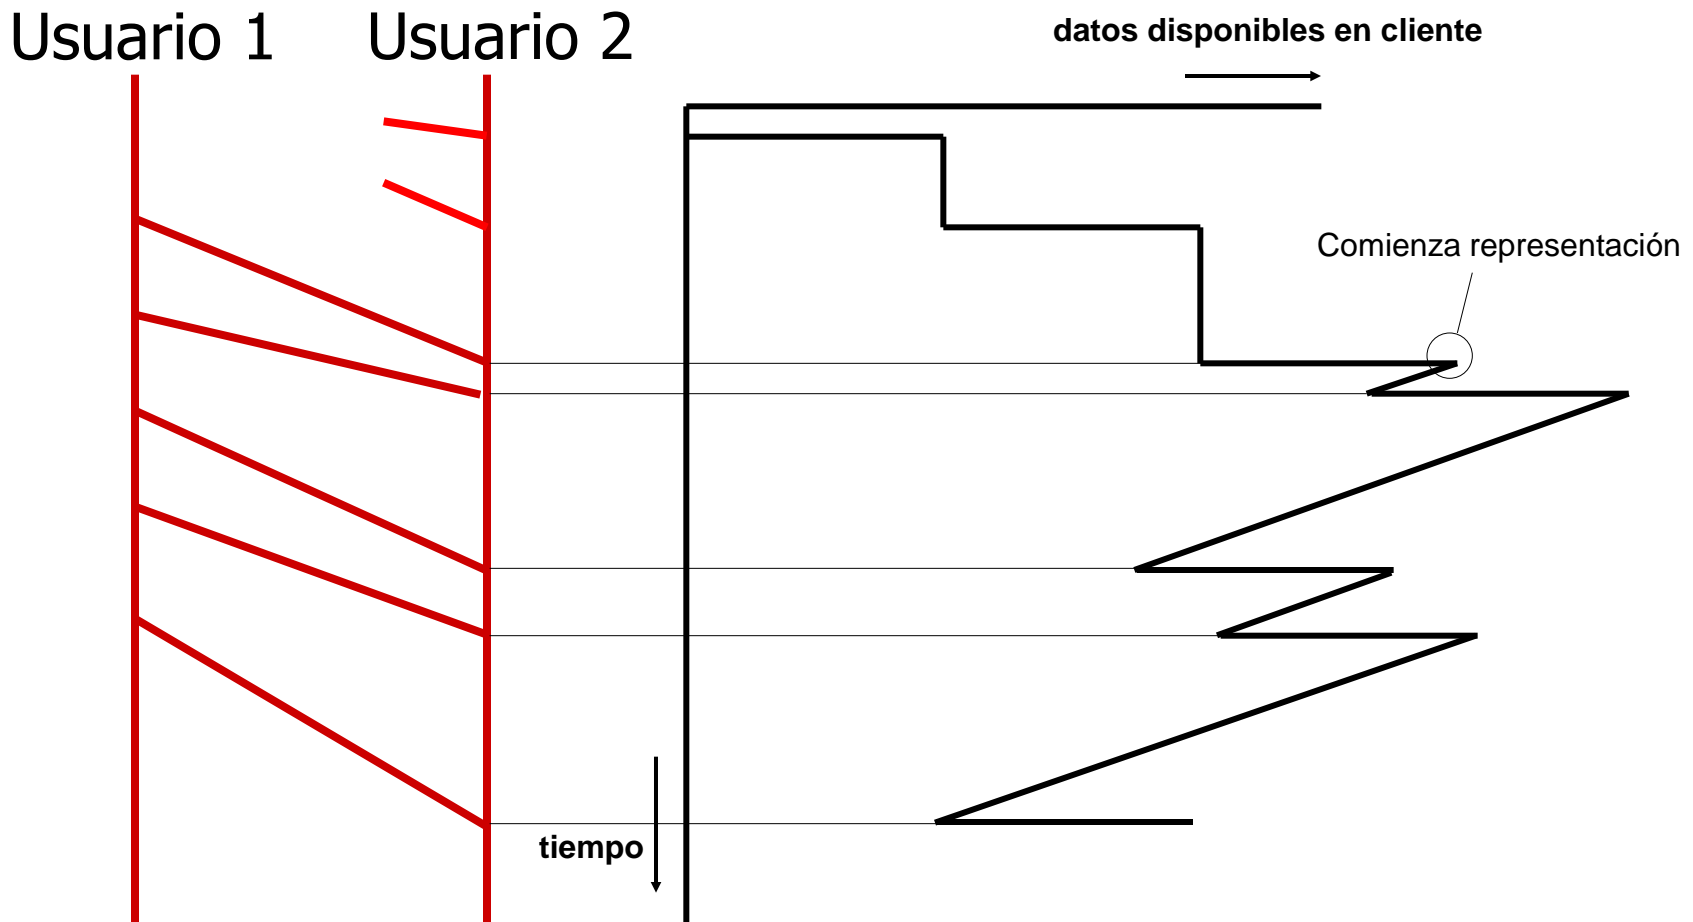 Usuario 1
Usuario 2
datos disponibles en cliente
Comienza representación
tiempo